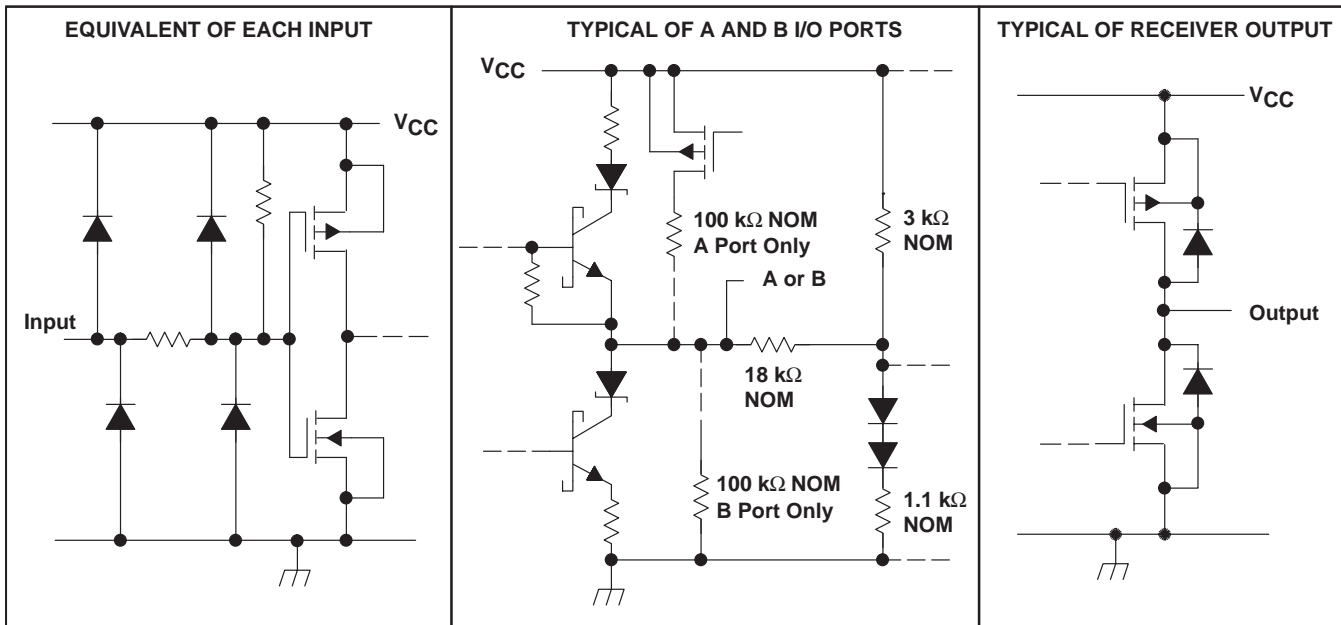 EQUIVALENT OF EACH INPUT
VCC
Input
TYPICAL OF A AND B I/O PORTS
VCC
100 kΩ NOM
A Port Only
3 kΩ
NOM
A or B
18 kΩ
NOM
100 kΩ NOM
B Port Only
1.1 kΩ
NOM
TYPICAL OF RECEIVER OUTPUT
VCC
Output